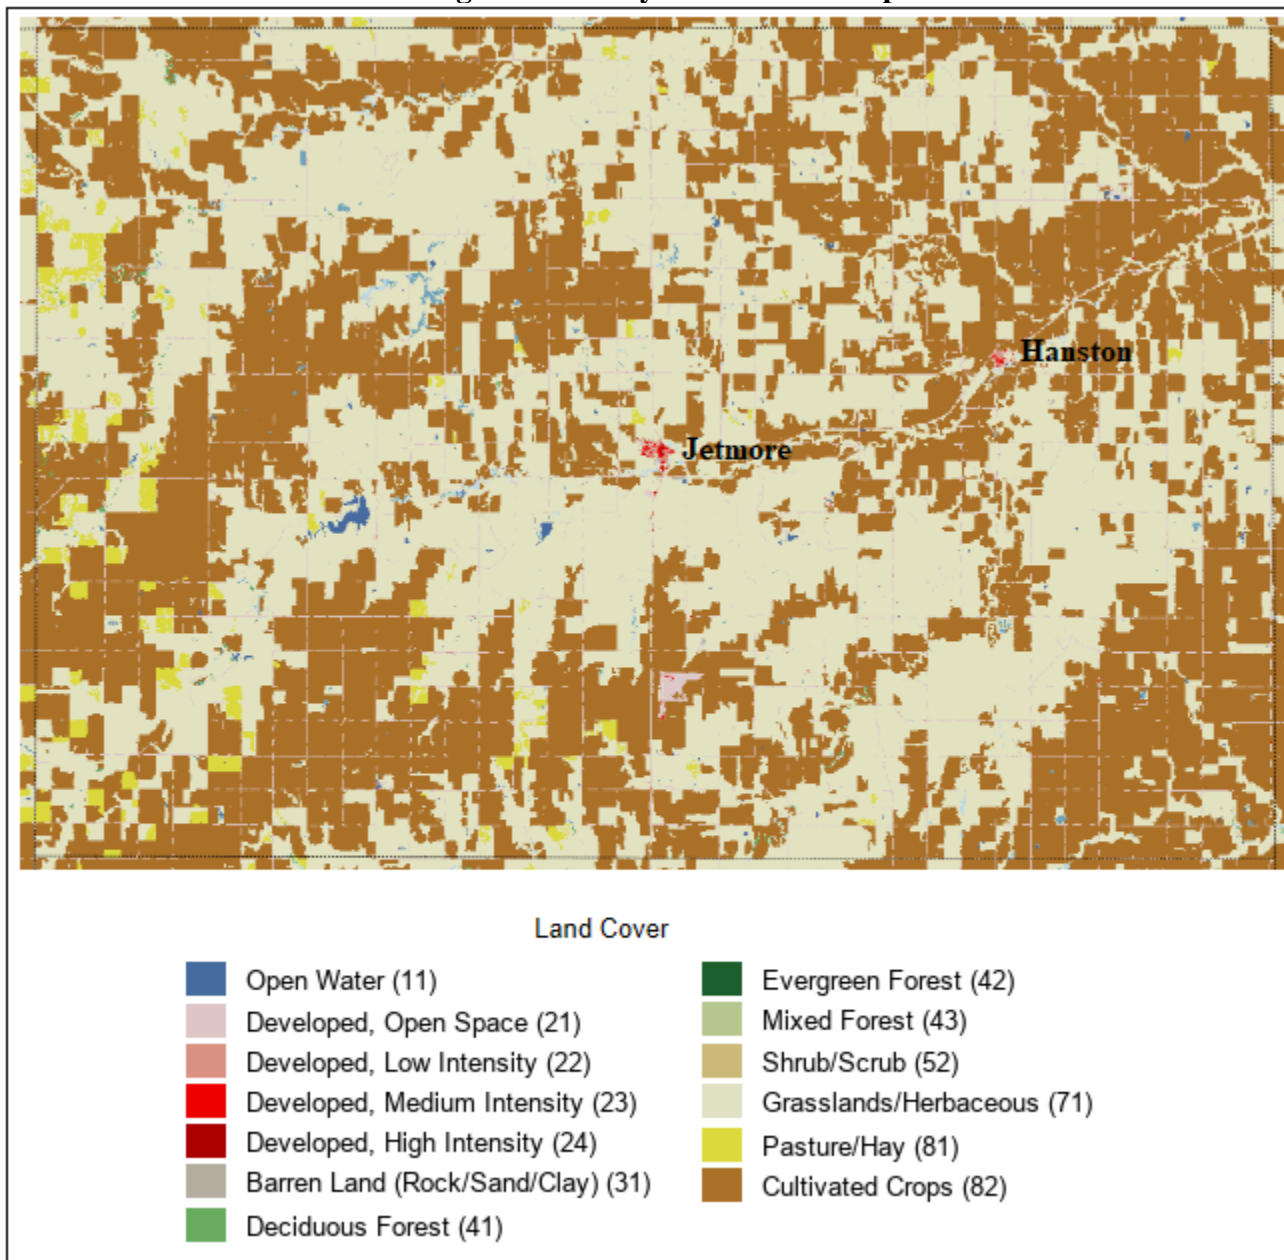 Hanston
Jetmore
Land Cover
Open Water (11)
Developed, Open Space (21)
Developed, Low Intensity (22)
Developed, Medium Intensity (23)
Developed, High Intensity (24)
Barren Land (Rock/Sand/Clay) (31)
Deciduous Forest (41)
Evergreen Forest (42)
Mixed Forest (43)
Shrub/Scrub (52)
Grasslands/Herbaceous (71)
Pasture/Hay (81)
Cultivated Crops (82)